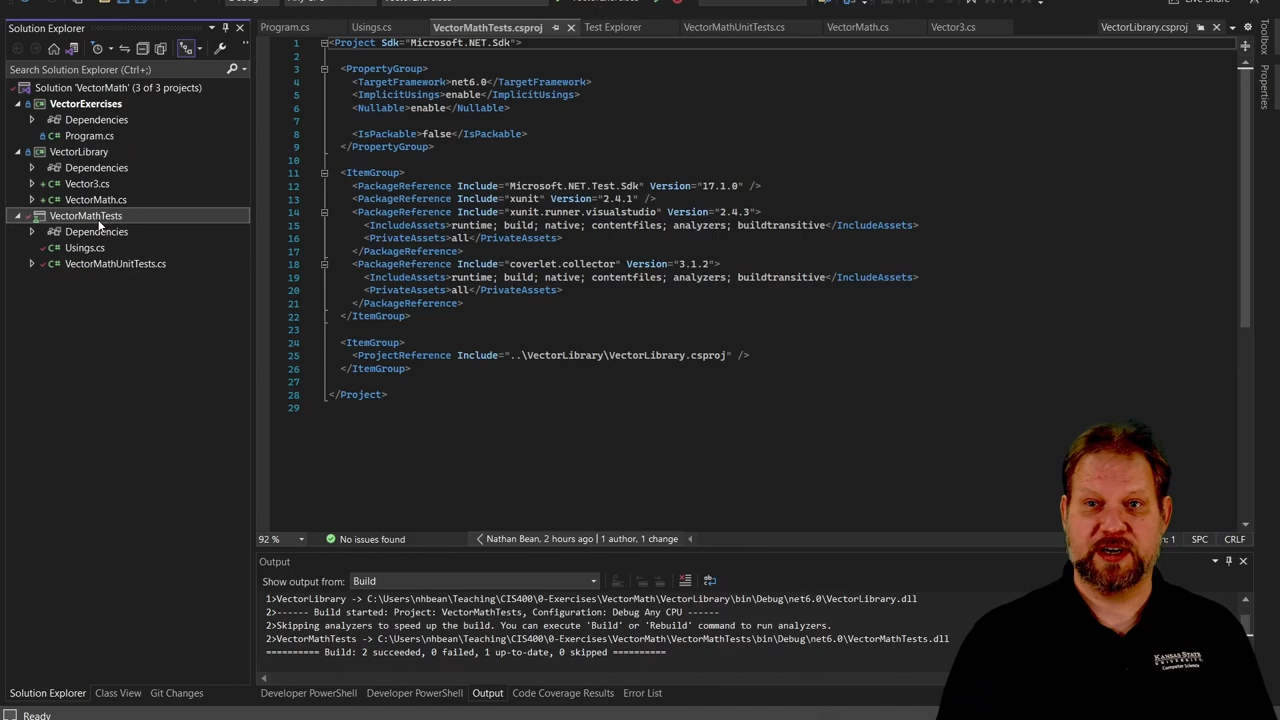 Solution Explorer
Search Solution Explorer (Ctrl+;)
Solution 'VectorMath' (3 of 3 projects)
VectorExercises
Dependencies
C# Program.cs
VectorLibrary
Dependencies
C# Vector3.cs
C# VectorMath.cs
VectorMathTests
Dependencies
C# Usings.cs
C# VectorMathUnitTests.cs
Solution Explorer Class View Git Changes
Program.cs Usings.cs VectorMathTests.csproj Test Explorer VectorMathUnitTests.cs VectorMath.cs Vector3.cs VectorLibrary.csproj
1 <Project Sdk="Microsoft.NET.Sdk">
2
3 <PropertyGroup>
4 <TargetFramework>net6.0</TargetFramework>
5 <ImplicitUsings>enable</ImplicitUsings>
6 <Nullable>enable</Nullable>
7
8 <IsPackable>false</IsPackable>
9 </PropertyGroup>
10
11 <ItemGroup>
12 <PackageReference Include="Microsoft.NET.Test.Sdk" Version="17.1.0" />
13 <PackageReference Include="xunit" Version="2.4.1" />
14 <PackageReference Include="xunit.runner.visualstudio" Version="2.4.3">
15 <IncludeAssets>runtime; build; native; contentfiles; analyzers; buildtransitive</IncludeAssets>
16 <PrivateAssets>all</PrivateAssets>
17 </PackageReference>
18 <PackageReference Include="coverlet.collector" Version="3.1.2">
19 <IncludeAssets>runtime; build; native; contentfiles; analyzers; buildtransitive</IncludeAssets>
20 <PrivateAssets>all</PrivateAssets>
21 </PackageReference>
22 </ItemGroup>
23
24 <ItemGroup>
25 <ProjectReference Include="..\VectorLibrary\VectorLibrary.csproj" />
26 </ItemGroup>
27
28 </Project>
29
92 % No issues found Nathan Bean, 2 hours ago | 1 author, 1 change : 1 SPC CRLF
Output
Show output from: Build
1>VectorLibrary -> C:\Users\nhbean\Teaching\CIS400\0-Exercises\VectorMath\VectorLibrary\bin\Debug\net6.0\VectorLibrary.dll
2>------ Build started: Project: VectorMathTests, Configuration: Debug Any CPU ------
2>Skipping analyzers to speed up the build. You can execute 'Build' or 'Rebuild' command to run analyzers.
2>VectorMathTests -> C:\Users\nhbean\Teaching\CIS400\0-Exercises\VectorMath\VectorMathTests\bin\Debug\net6.0\VectorMathTests.dll
========== Build: 2 succeeded, 0 failed, 1 up-to-date, 0 skipped ==========
Developer PowerShell Developer PowerShell Output Code Coverage Results Error List
Ready
Toolbox
Properties
KANSAS STATE
UNIVERSITY
Computer Science